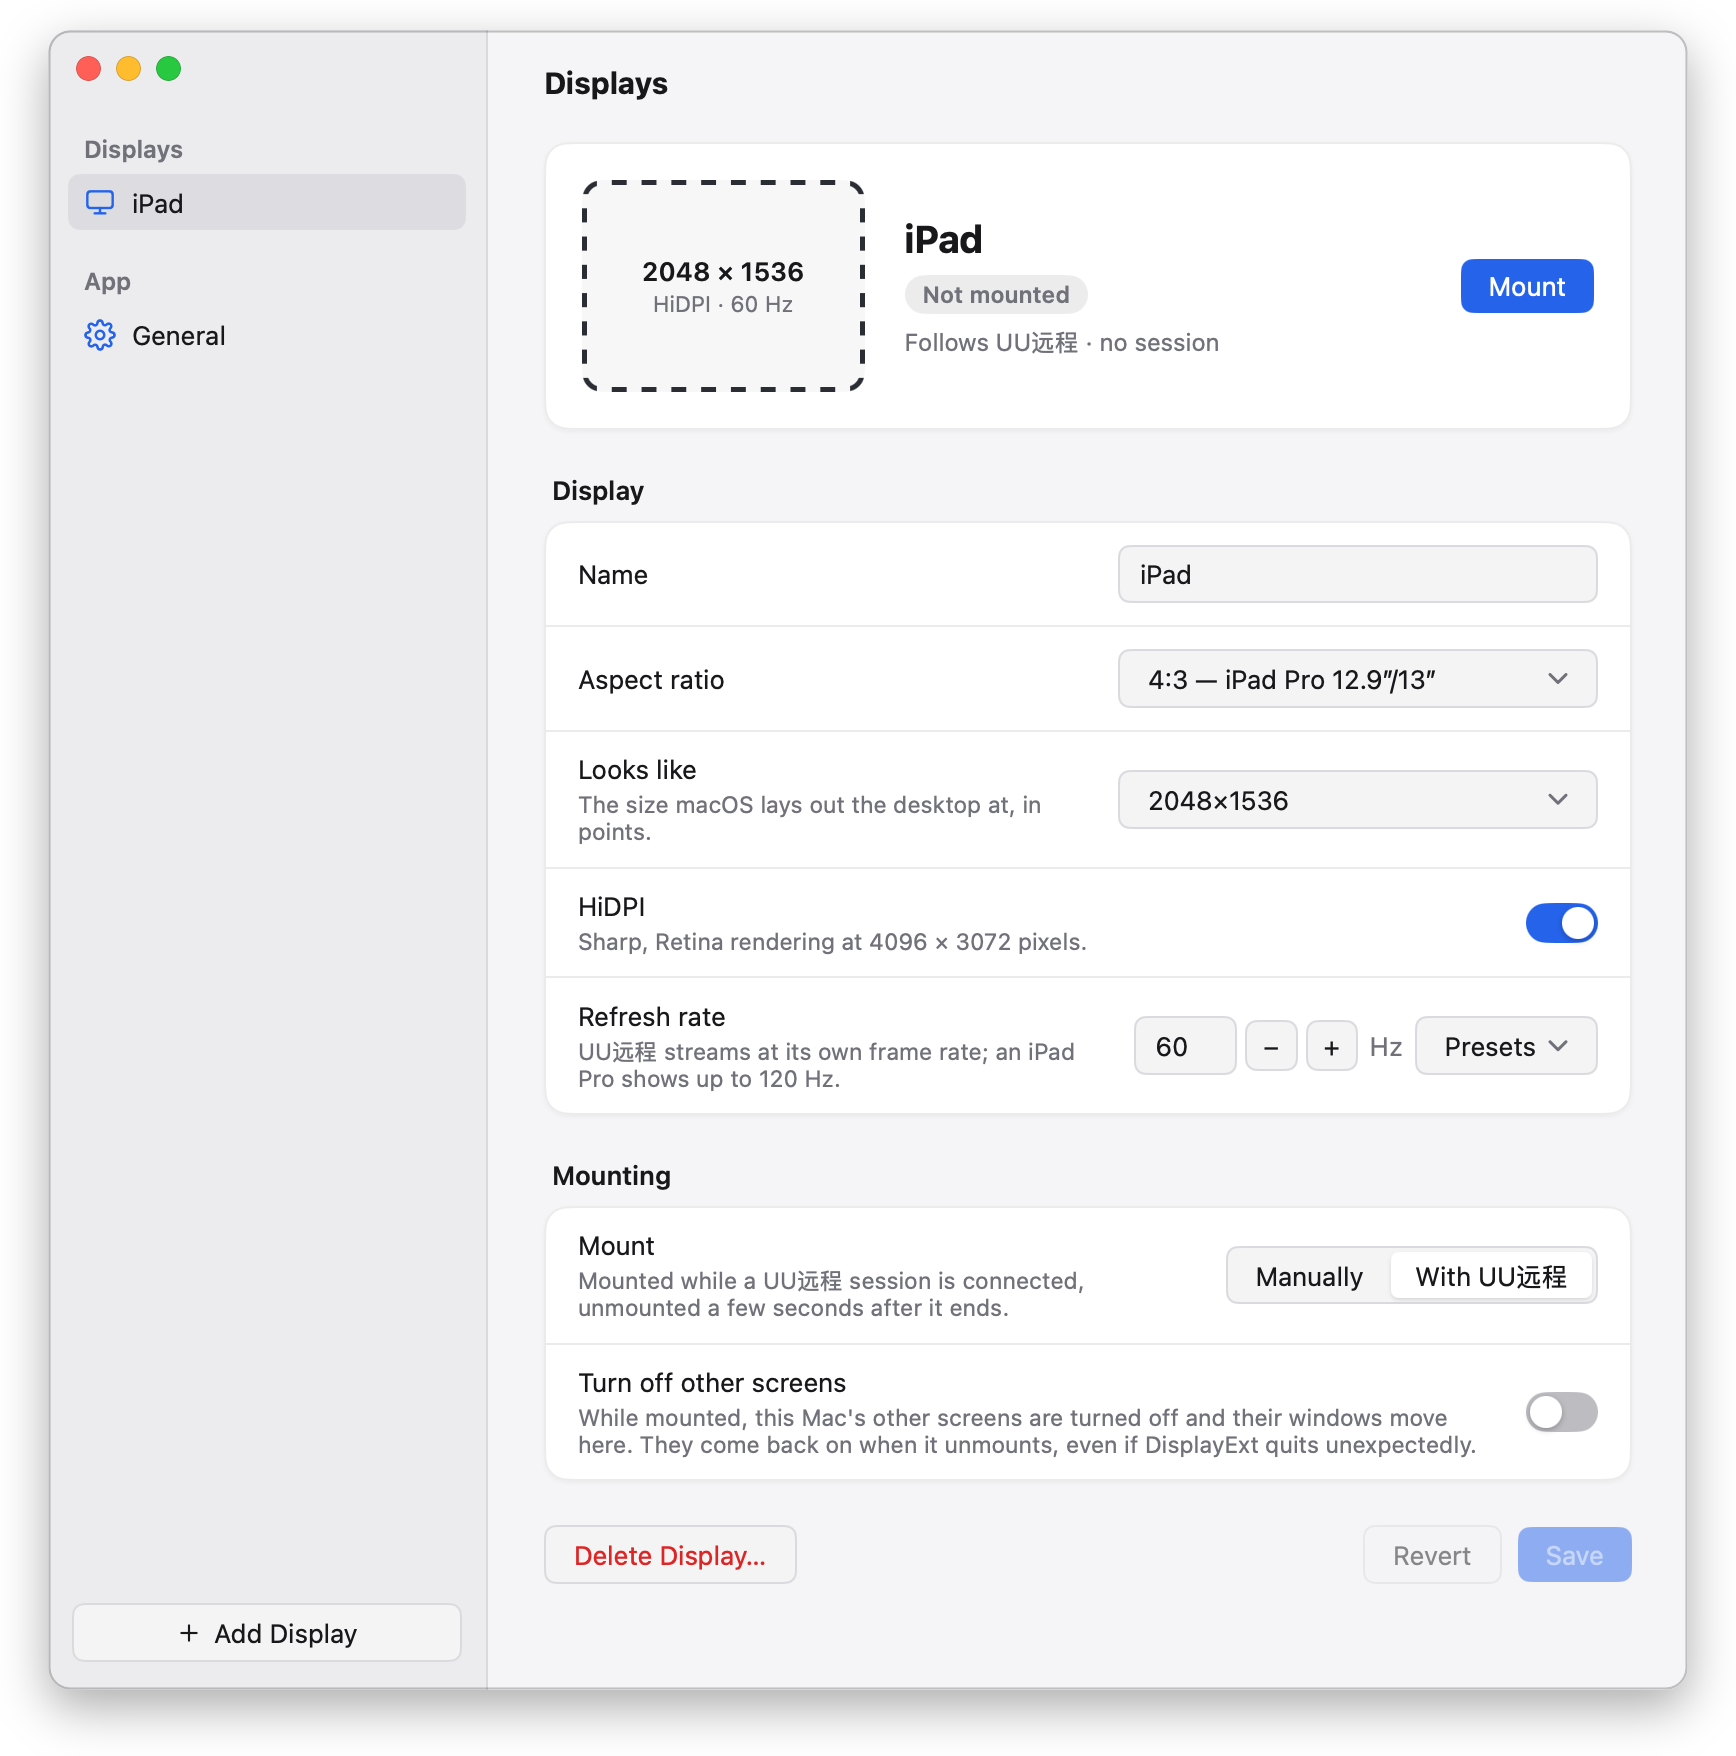 Displays
iPad
App
General
+ Add Display
Displays
2048 × 1536
HiDPI · 60 Hz
iPad
Not mounted
Follows UU远程 · no session
Mount
Display
Name
iPad
Aspect ratio
4:3 — iPad Pro 12.9″/13″
Looks like
The size macOS lays out the desktop at, in
points.
2048×1536
HiDPI
Sharp, Retina rendering at 4096 × 3072 pixels.
Refresh rate
UU远程 streams at its own frame rate; an iPad
Pro shows up to 120 Hz.
60 − + Hz Presets
Mounting
Mount
Mounted while a UU远程 session is connected,
unmounted a few seconds after it ends.
Manually With UU远程
Turn off other screens
While mounted, this Mac's other screens are turned off and their windows move
here. They come back on when it unmounts, even if DisplayExt quits unexpectedly.
Delete Display...
Revert Save